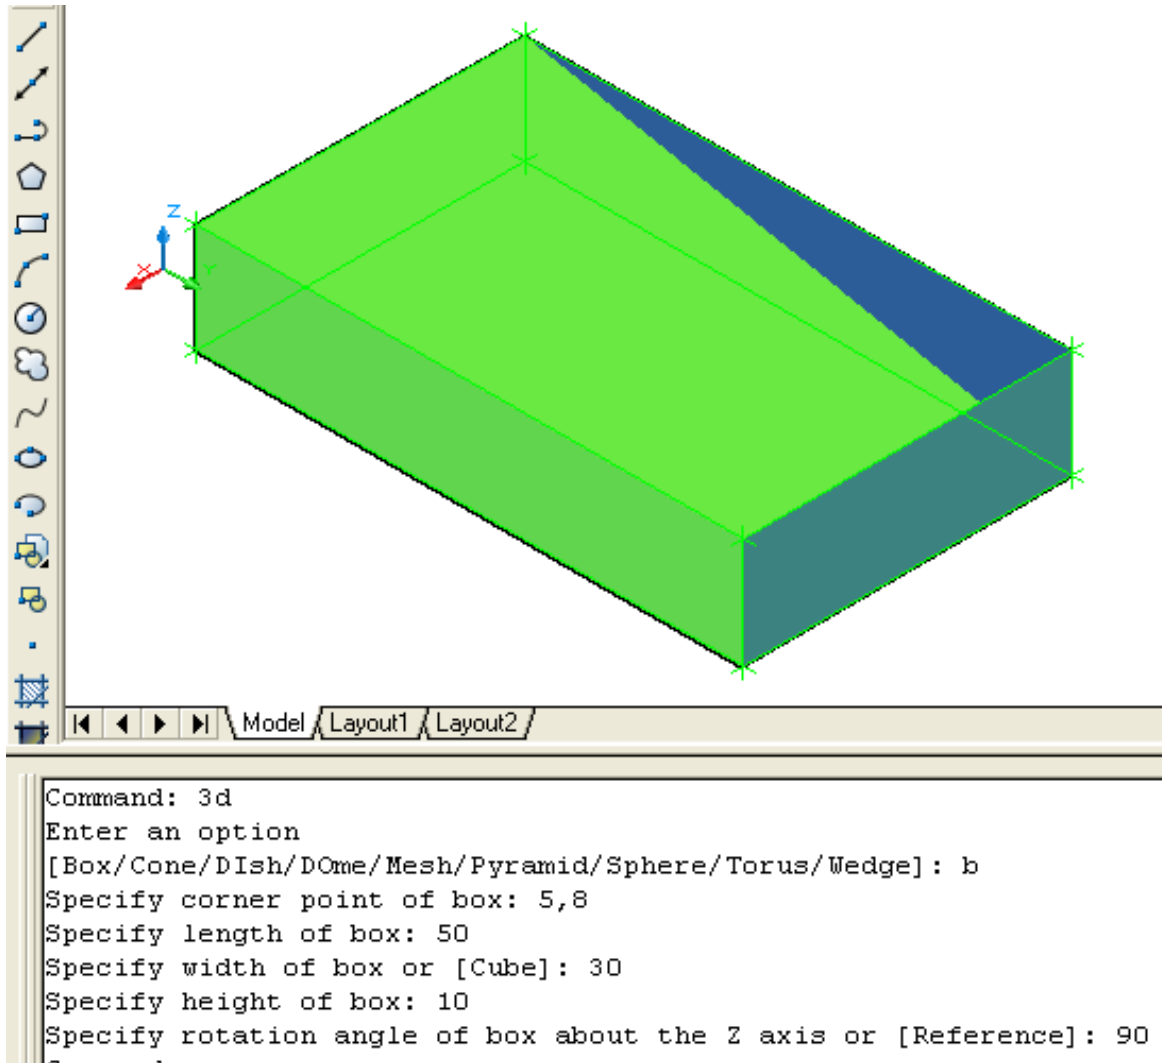 Z
X
Y
Model
Layout1
Layout2
Command: 3d
Enter an option
[Box/Cone/DIsh/DOme/Mesh/Pyramid/Sphere/Torus/Wedge]: b
Specify corner point of box: 5,8
Specify length of box: 50
Specify width of box or [Cube]: 30
Specify height of box: 10
Specify rotation angle of box about the Z axis or [Reference]: 90